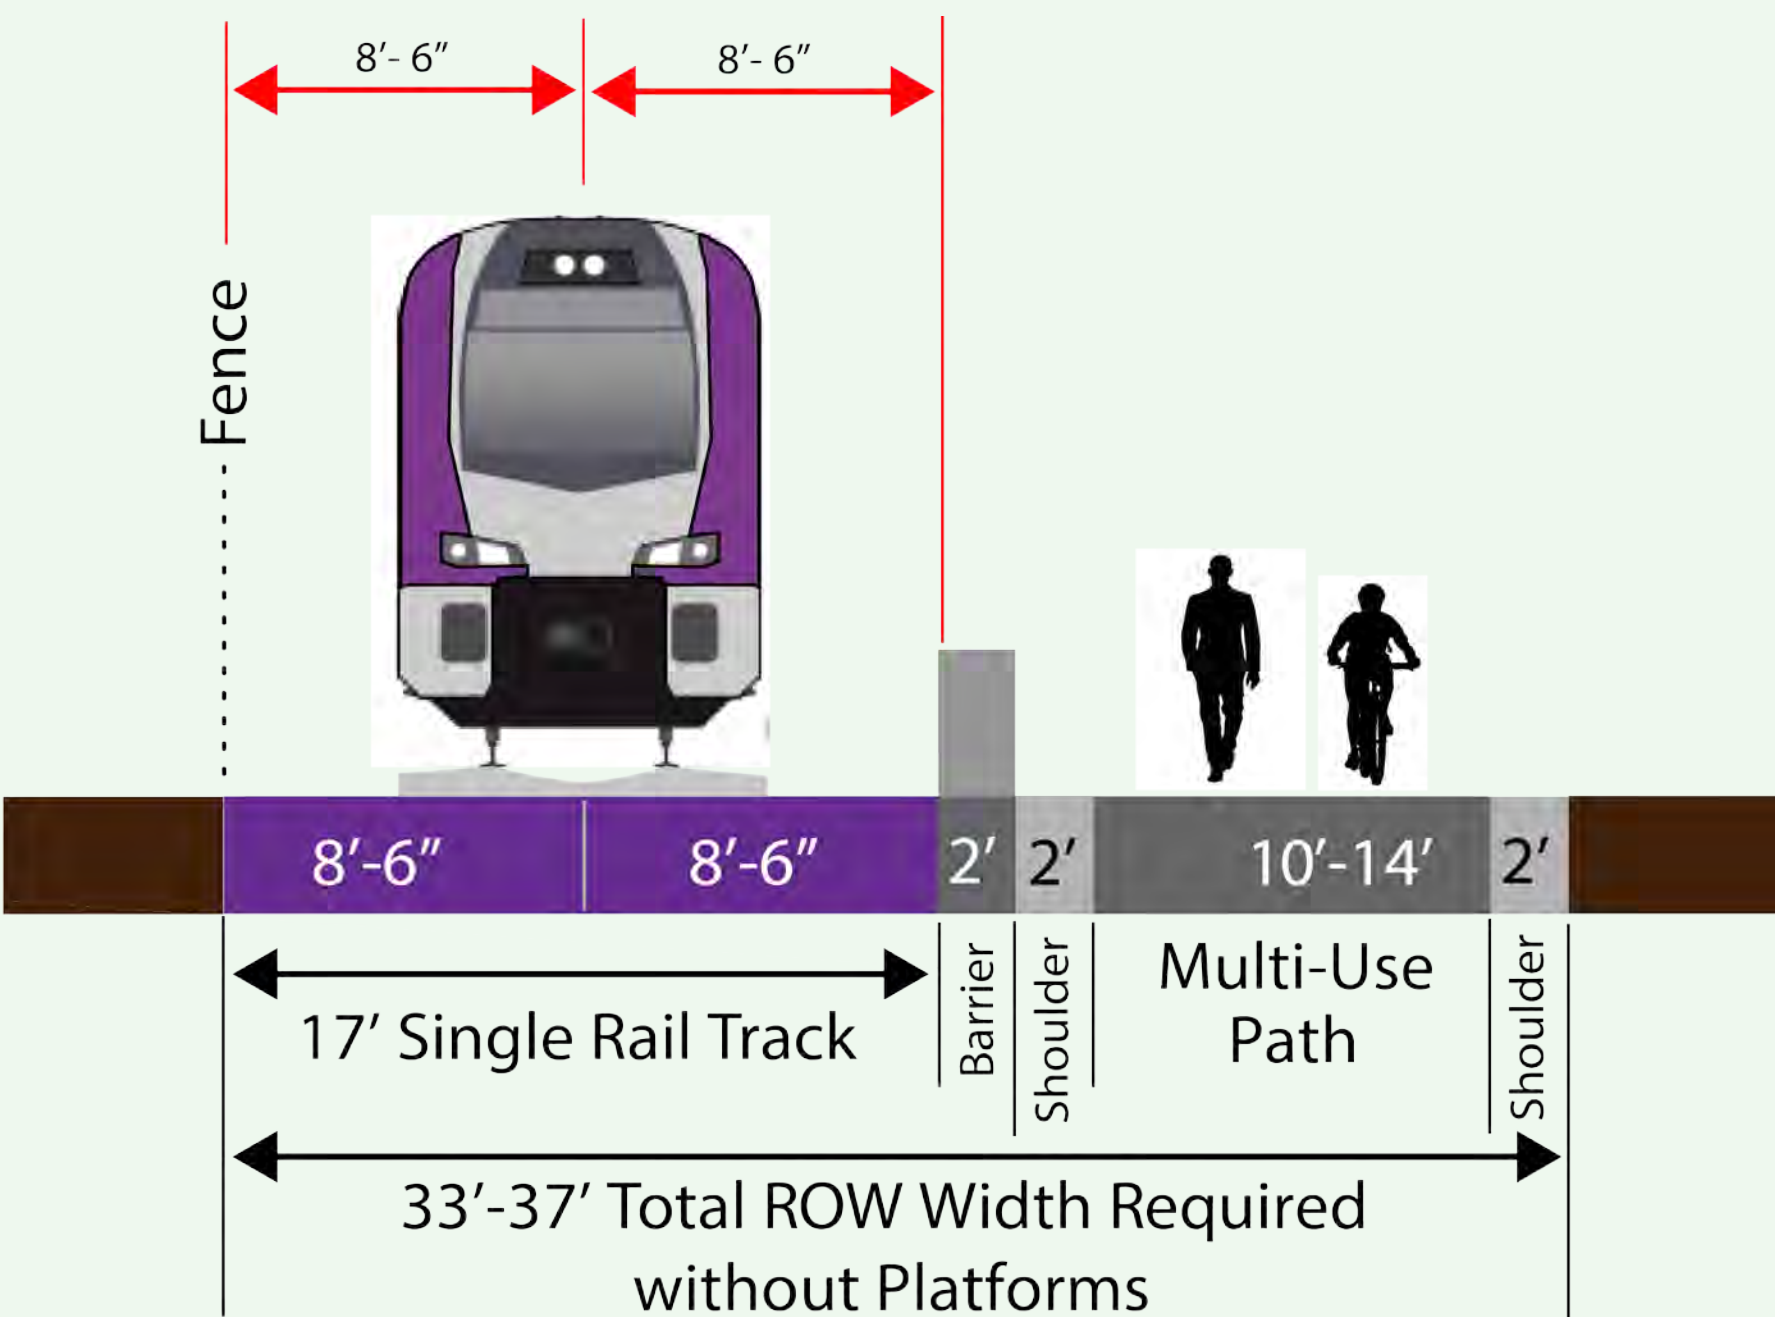 8’- 6”
8’- 6”
Fence
8’-6”
8’-6”
2’
2’
10’-14’
2’
17’ Single Rail Track
Barrier
Shoulder
Multi-Use
Path
Shoulder
33’-37’ Total ROW Width Required
without Platforms